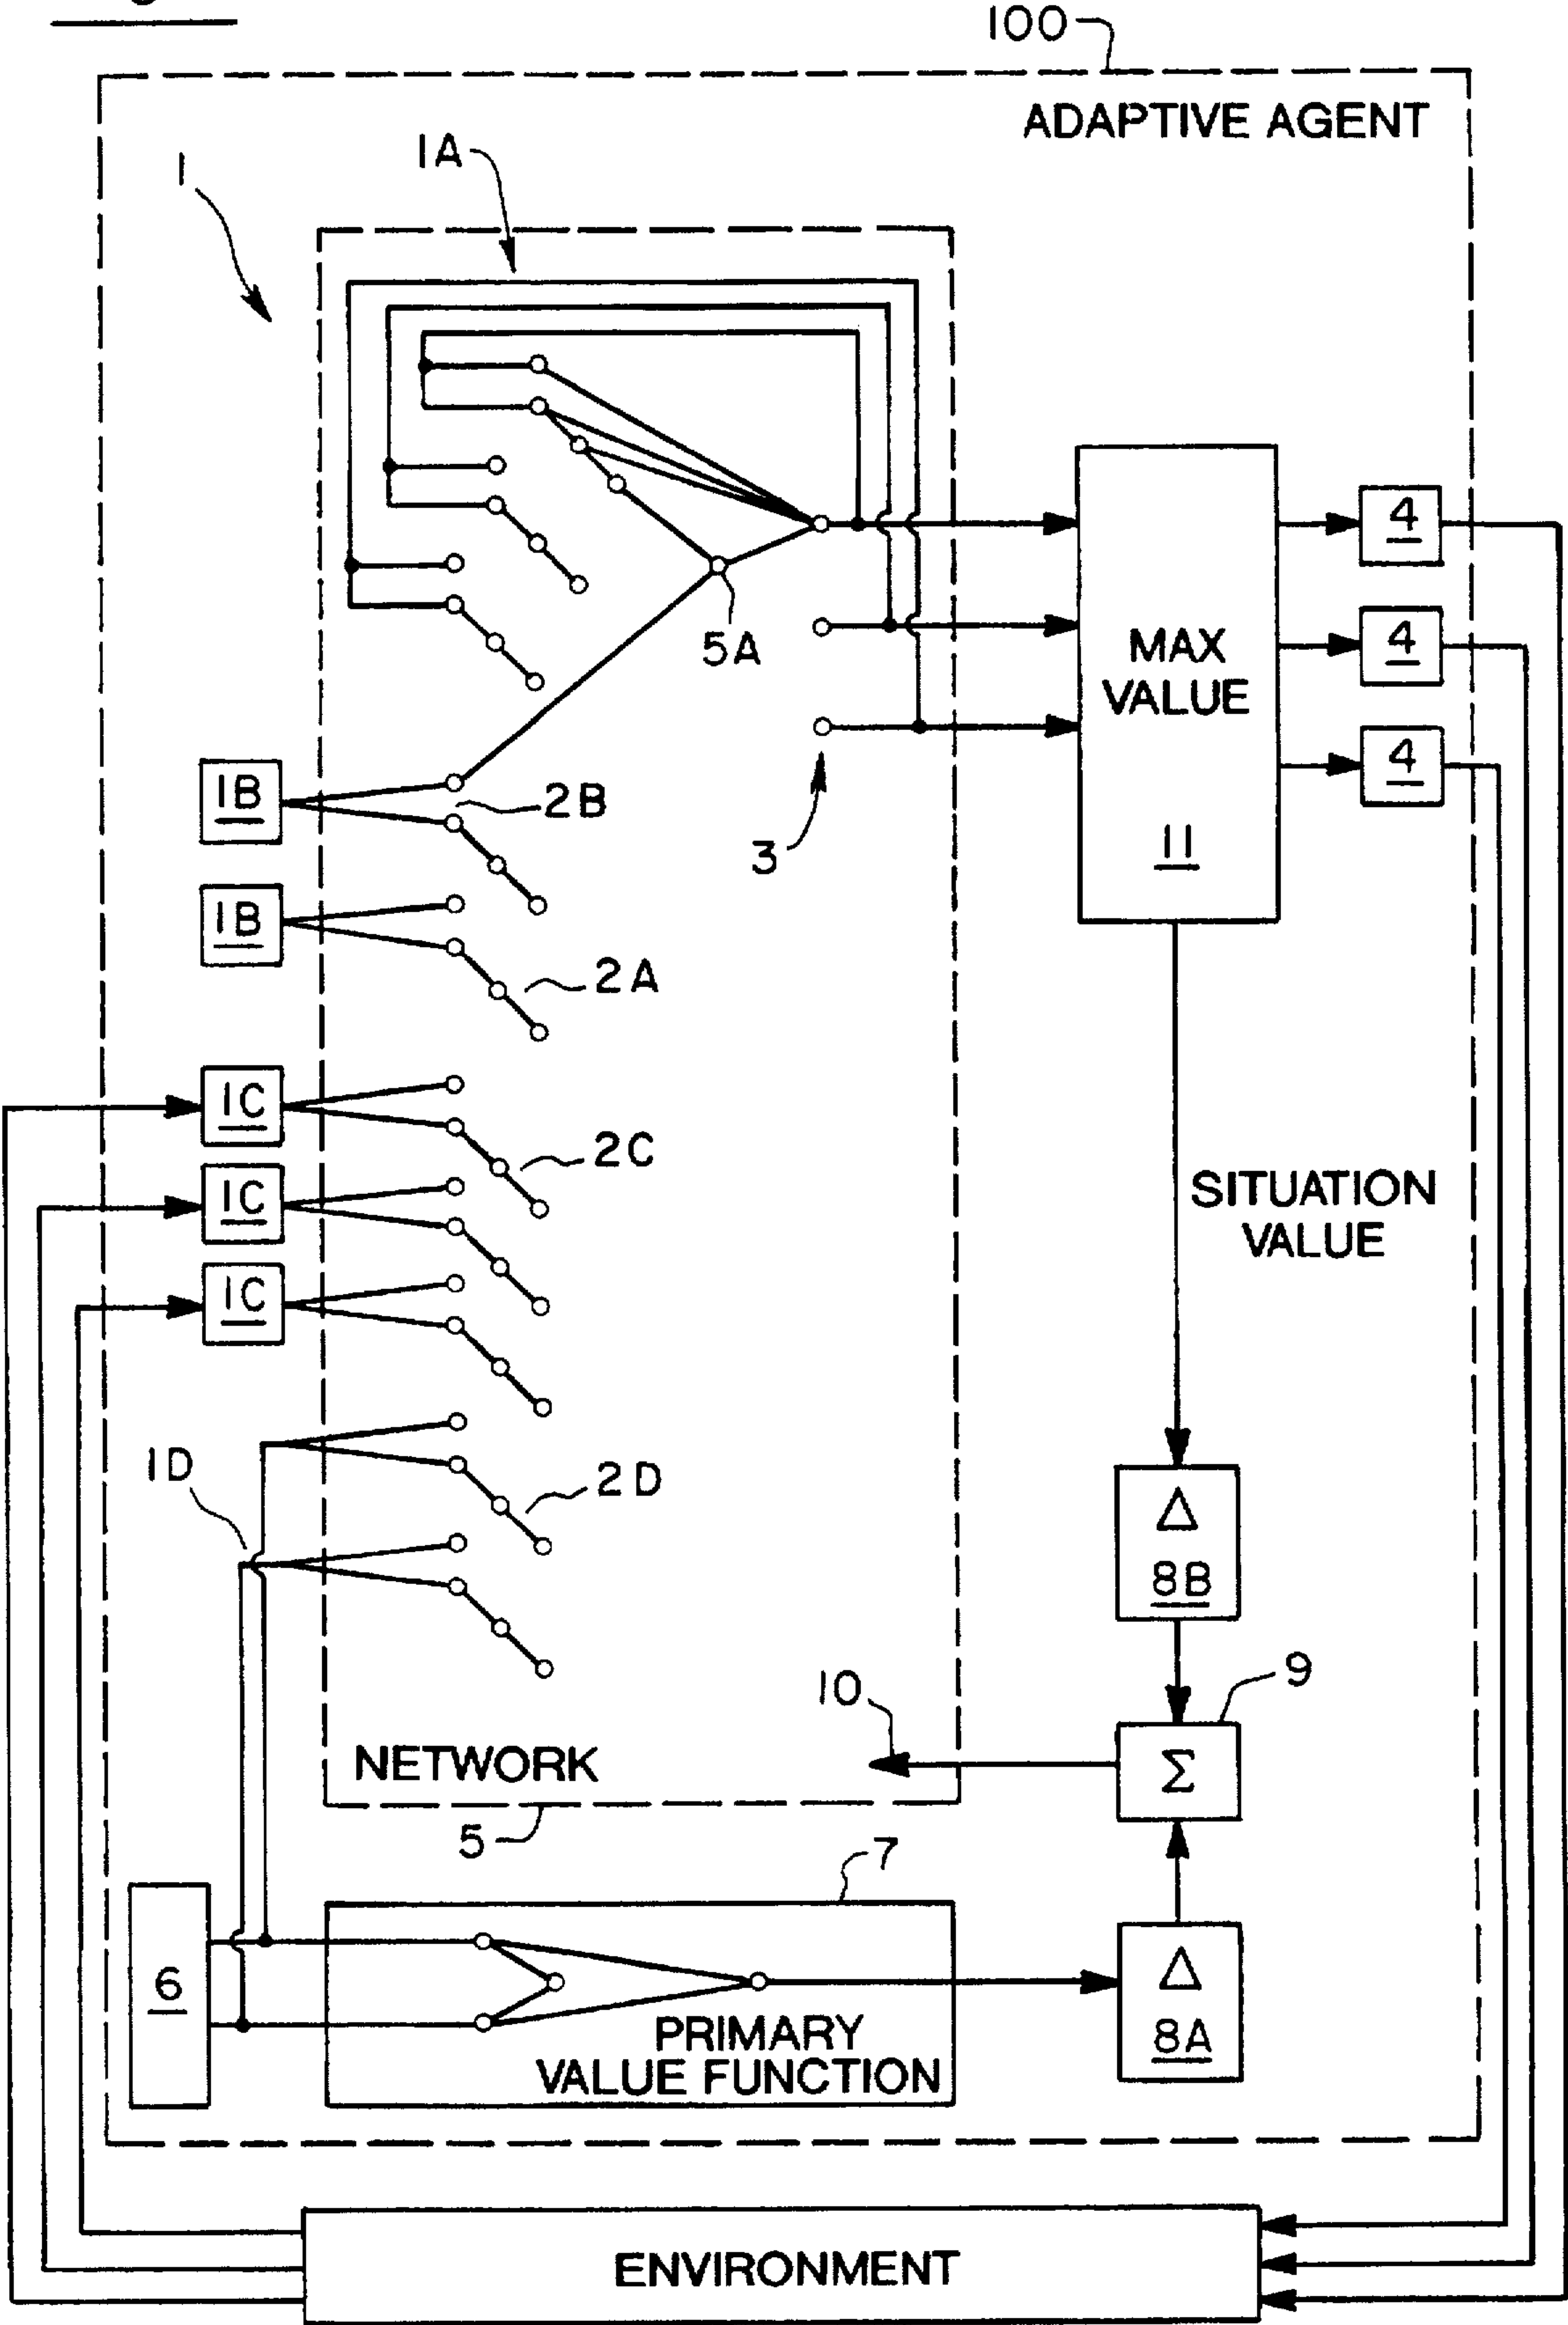 100
ADAPTIVE AGENT
1A
1
5A
MAX
VALUE
11
4
4
4
3
1B
2B
1B
2A
1C
2C
1C
1C
SITUATION
VALUE
1D
2D
Δ
8B
10
9
Σ
NETWORK
5
7
6
PRIMARY
VALUE FUNCTION
Δ
8A
ENVIRONMENT